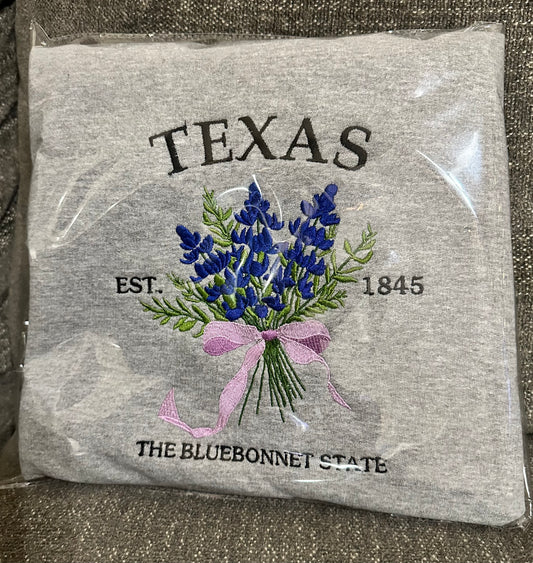 TEXAS
EST. 1845
THE BLUEBONNET STATE